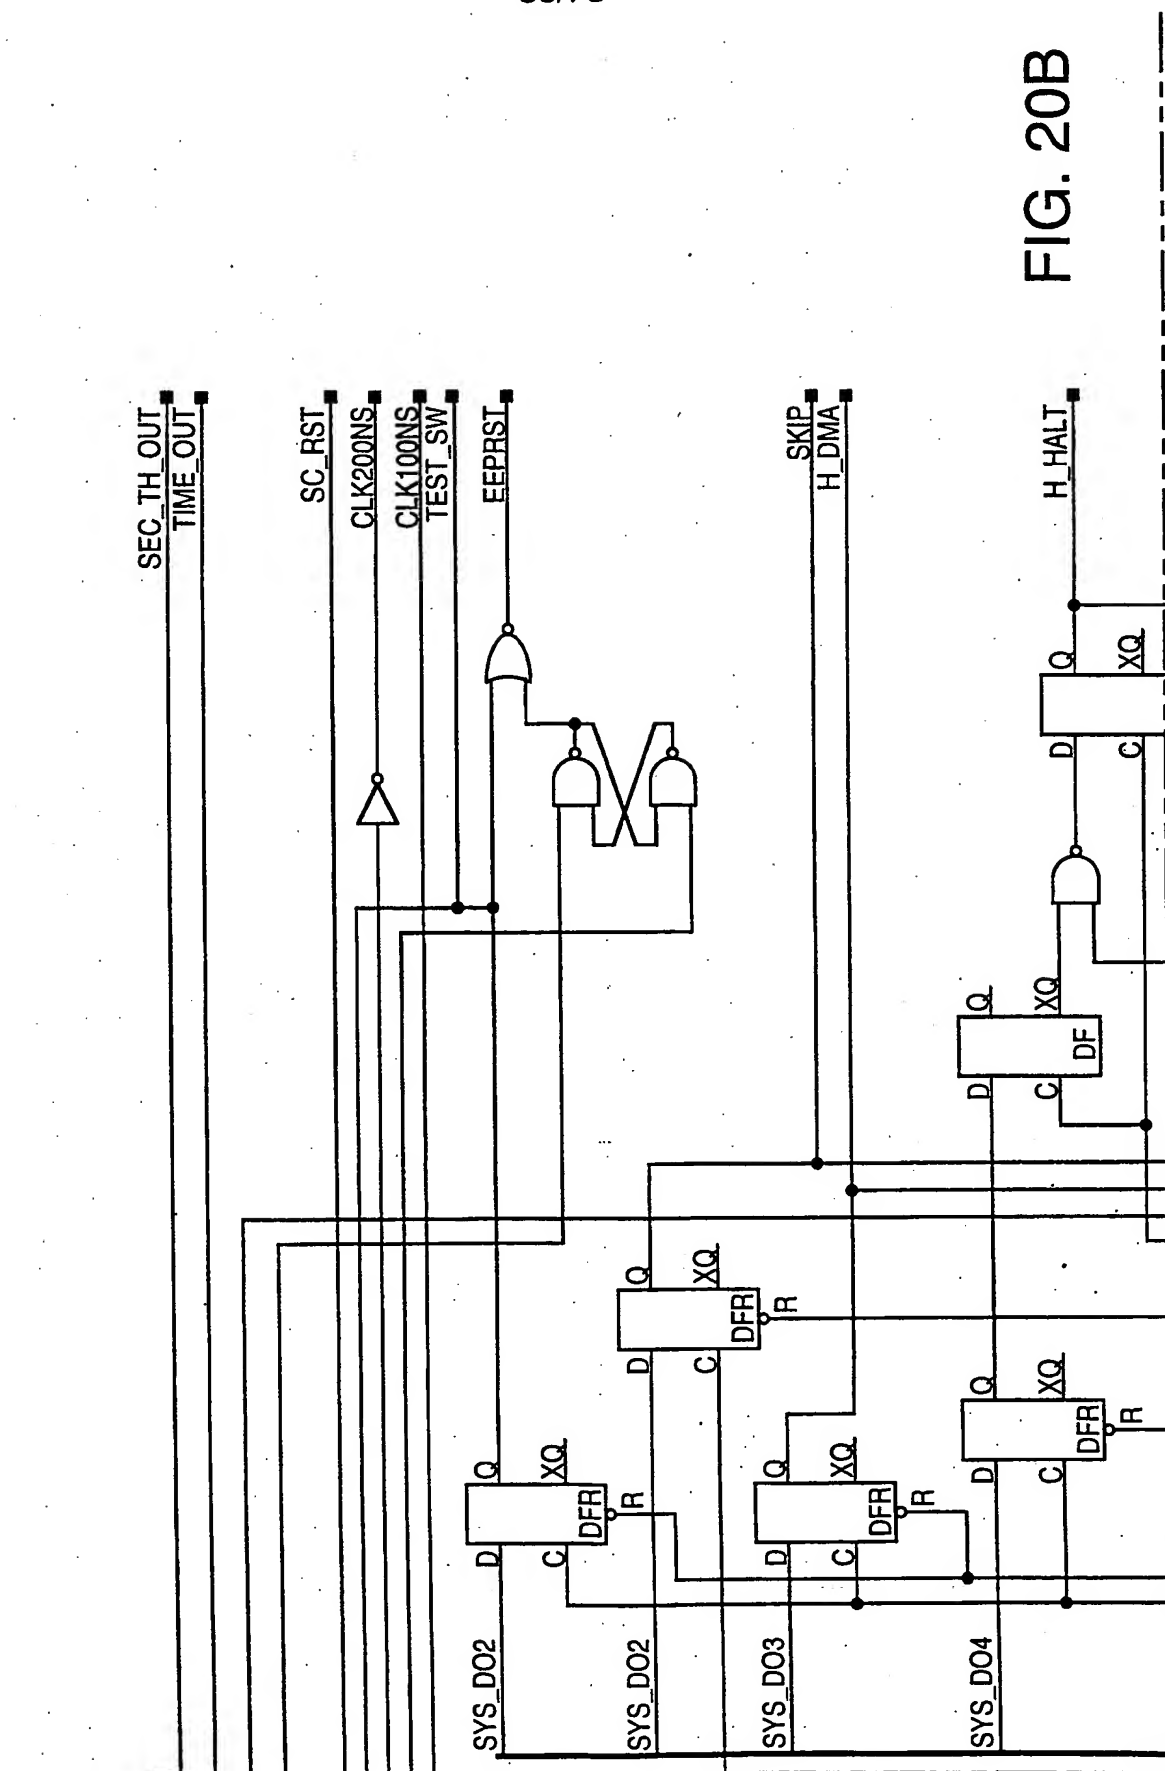 FIG. 20B
SEC_TH_OUT
TIME_OUT
SC_RST
CLK200NS
CLK100NS
TEST_SW
EEPRST
SKIP
H_DMA
H_HALT
Q
XQ
D
C
Q
XQ
DF
D
C
Q
XQ
DFR
R
D
C
Q
XQ
DFR
R
D
C
Q
XQ
DFR
R
D
C
Q
XQ
DFR
R
D
C
SYS_DO2
SYS_DO2
SYS_DO3
SYS_DO4